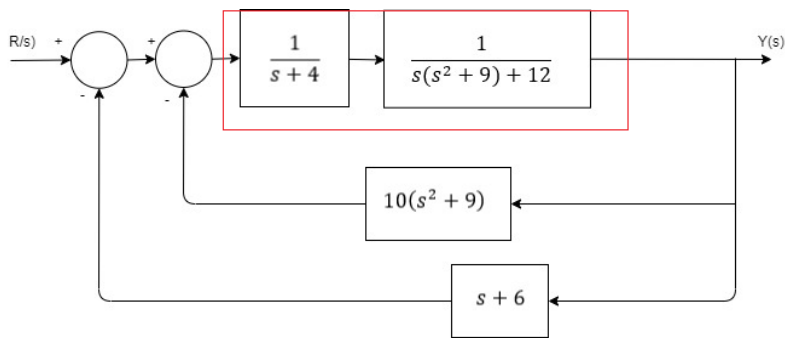 R/s) + + 1/(s + 4) 1/(s(s² + 9) + 12) Y(s)
- -
10(s² + 9)
s + 6